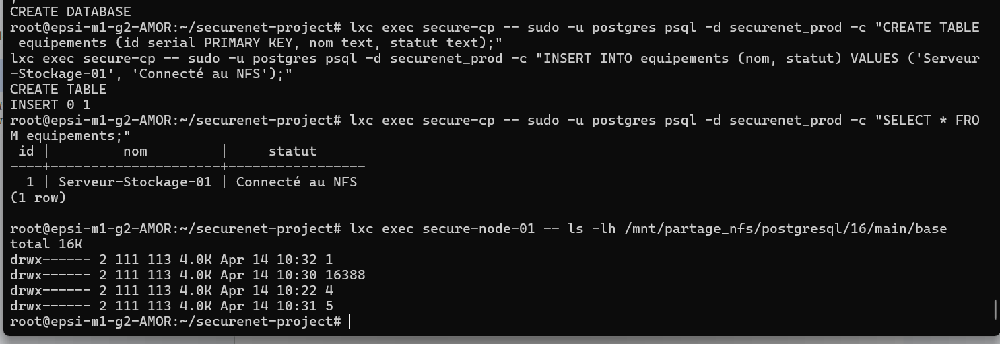 CREATE DATABASE
root@epsi-m1-g2-AMOR:~/securenet-project# lxc exec secure-cp -- sudo -u postgres psql -d securenet_prod -c "CREATE TABLE
 equipements (id serial PRIMARY KEY, nom text, statut text);"
lxc exec secure-cp -- sudo -u postgres psql -d securenet_prod -c "INSERT INTO equipements (nom, statut) VALUES ('Serveur
-Stockage-01', 'Connecté au NFS');"
CREATE TABLE
INSERT 0 1
root@epsi-m1-g2-AMOR:~/securenet-project# lxc exec secure-cp -- sudo -u postgres psql -d securenet_prod -c "SELECT * FRO
M equipements;"
 id |         nom         |     statut
----+---------------------+-----------------
  1 | Serveur-Stockage-01 | Connecté au NFS
(1 row)
root@epsi-m1-g2-AMOR:~/securenet-project# lxc exec secure-node-01 -- ls -lh /mnt/partage_nfs/postgresql/16/main/base
total 16K
drwx------ 2 111 113 4.0K Apr 14 10:32 1
drwx------ 2 111 113 4.0K Apr 14 10:30 16388
drwx------ 2 111 113 4.0K Apr 14 10:22 4
drwx------ 2 111 113 4.0K Apr 14 10:31 5
root@epsi-m1-g2-AMOR:~/securenet-project#